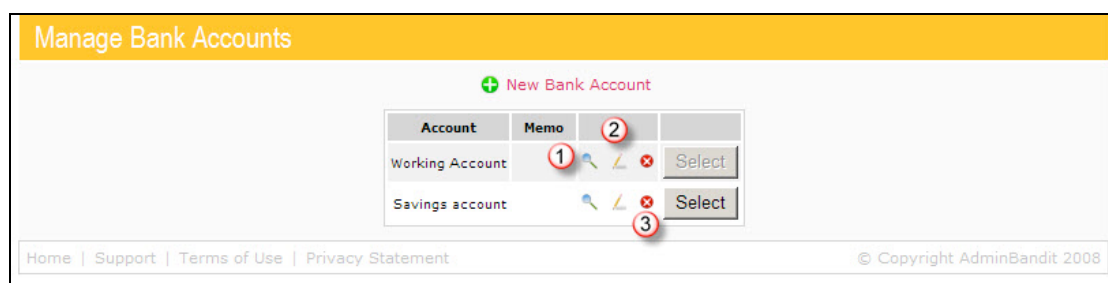 Manage Bank Accounts
New Bank Account
Account Memo 2
Working Account 1 Select
Savings account Select
3
Home | Support | Terms of Use | Privacy Statement © Copyright AdminBandit 2008